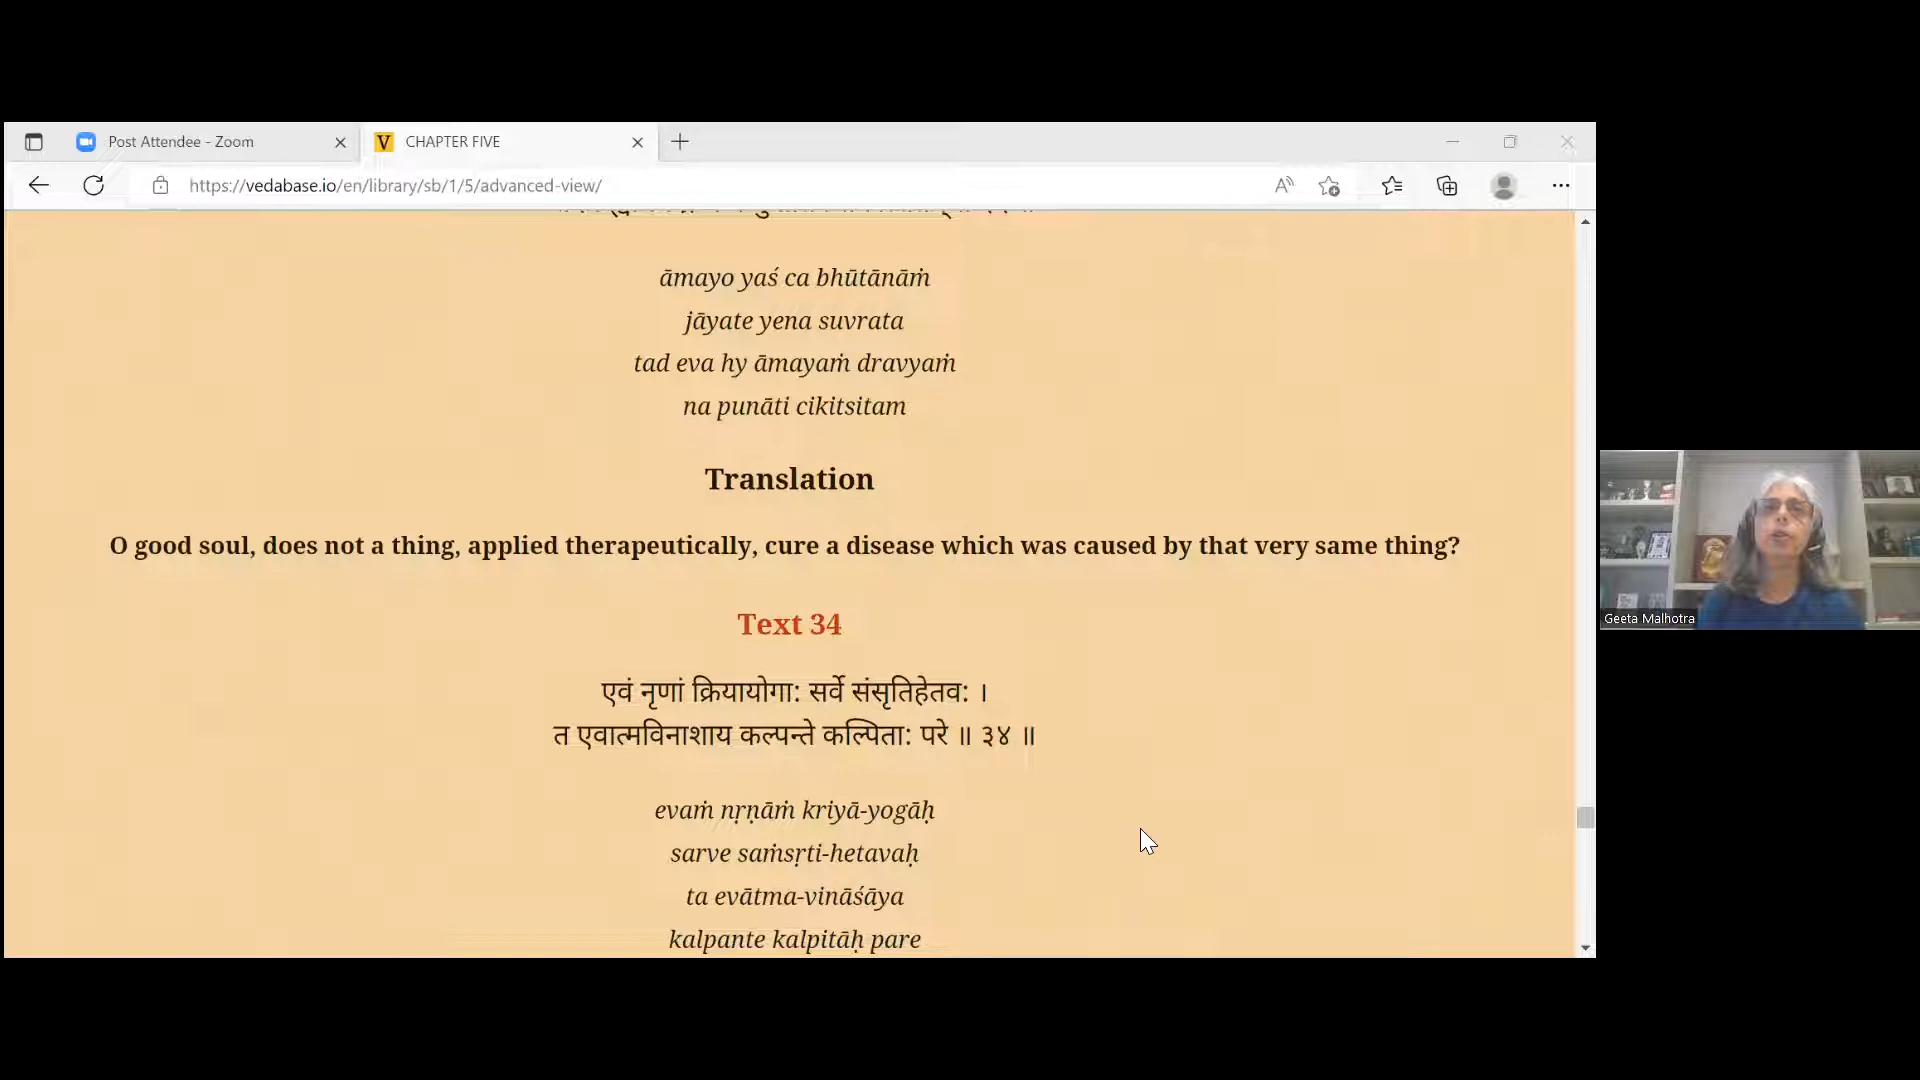 Post Attendee - Zoom
CHAPTER FIVE
https://vedabase.io/en/library/sb/1/5/advanced-view/
āmayo yaś ca bhūtānāṁ
jāyate yena suvrata
tad eva hy āmayaṁ dravyaṁ
na punāti cikitsitam
Translation
O good soul, does not a thing, applied therapeutically, cure a disease which was caused by that very same thing?
Text 34
एवं नृणां क्रियायोगा: सर्वे संसृतिहेतव: ।
त एवात्मविनाशाय कल्पन्ते कल्पिता: परे ॥ ३४ ॥
evaṁ nṛṇāṁ kriyā-yogāḥ
sarve saṁsṛti-hetavaḥ
ta evātma-vināśāya
kalpante kalpitāḥ pare
Geeta Malhotra